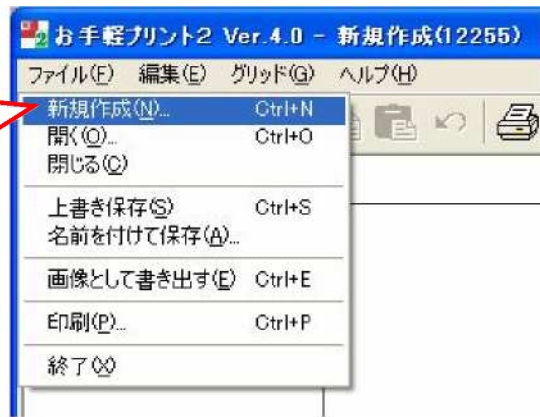 お手軽プリント2 Ver.4.0 - 新規作成(12255)
ファイル(F) 編集(E) グリッド(G) ヘルプ(H)
新規作成(N)... Ctrl+N
開く(O)... Ctrl+O
閉じる(C)
上書き保存(S) Ctrl+S
名前を付けて保存(A)...
画像として書き出す(E) Ctrl+E
印刷(P)... Ctrl+P
終了(X)